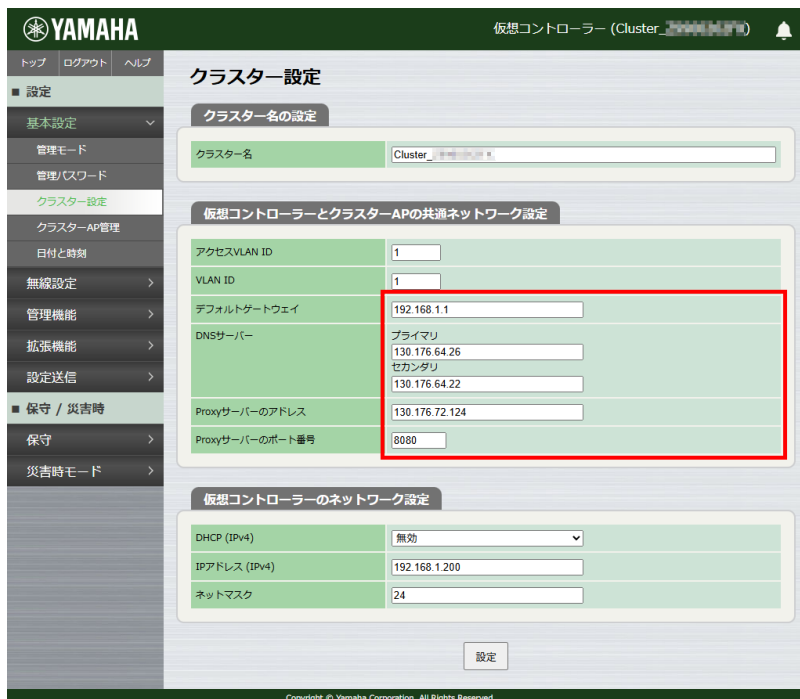 YAMAHA
仮想コントローラー (Cluster_
トップ ログアウト ヘルプ
■ 設定
基本設定
管理モード
管理パスワード
クラスター設定
クラスターAP管理
日付と時刻
無線設定
管理機能
拡張機能
設定送信
■ 保守 / 災害時
保守
災害時モード
クラスター設定
クラスター名の設定
クラスター名 Cluster_
仮想コントローラーとクラスターAPの共通ネットワーク設定
アクセスVLAN ID 1
VLAN ID 1
デフォルトゲートウェイ 192.168.1.1
DNSサーバー プライマリ
130.176.64.26
セカンダリ
130.176.64.22
Proxyサーバーのアドレス 130.176.72.124
Proxyサーバーのポート番号 8080
仮想コントローラーのネットワーク設定
DHCP (IPv4) 無効
IPアドレス (IPv4) 192.168.1.200
ネットマスク 24
設定
Copyright © Yamaha Corporation. All Rights Reserved.